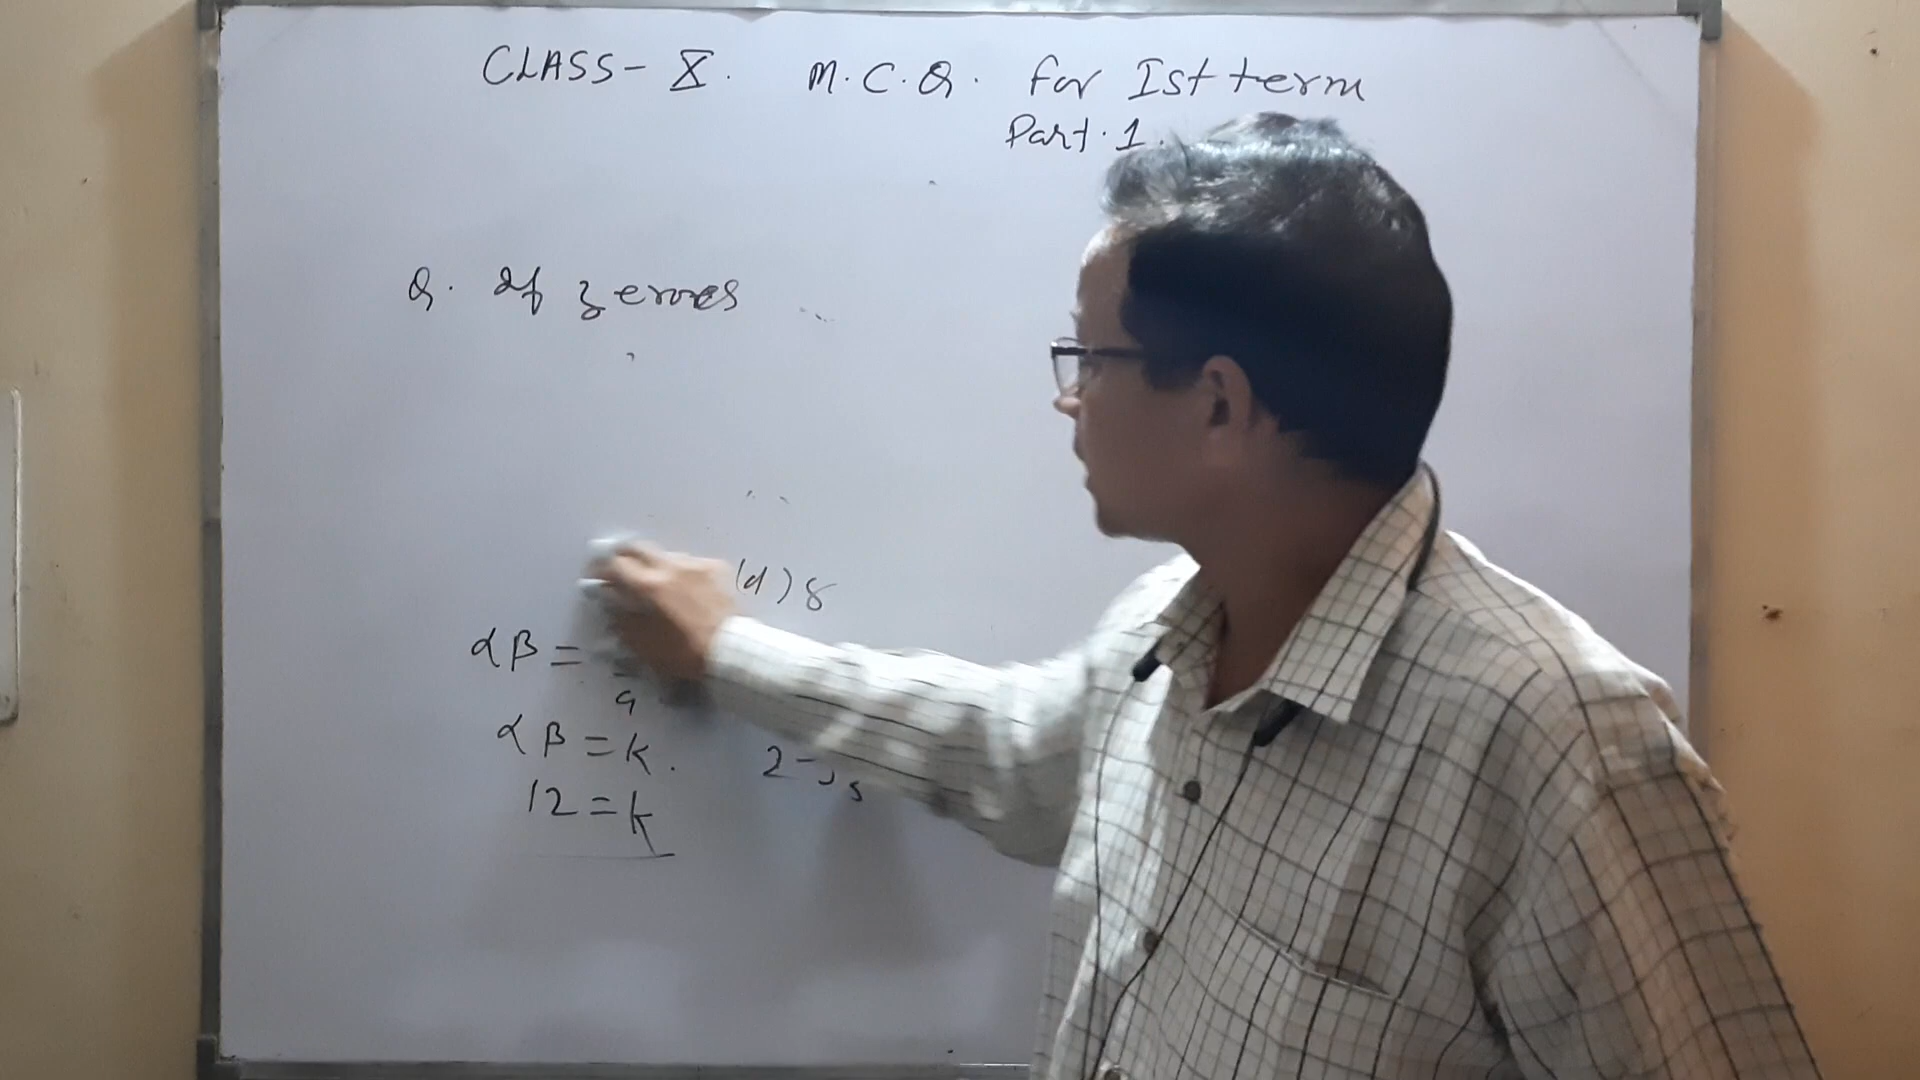 CLASS - X. M.C.Q. for Ist term
Part. 1.
Q. If zeroes
(d) 8
αβ =
a
αβ = k.
12 = k